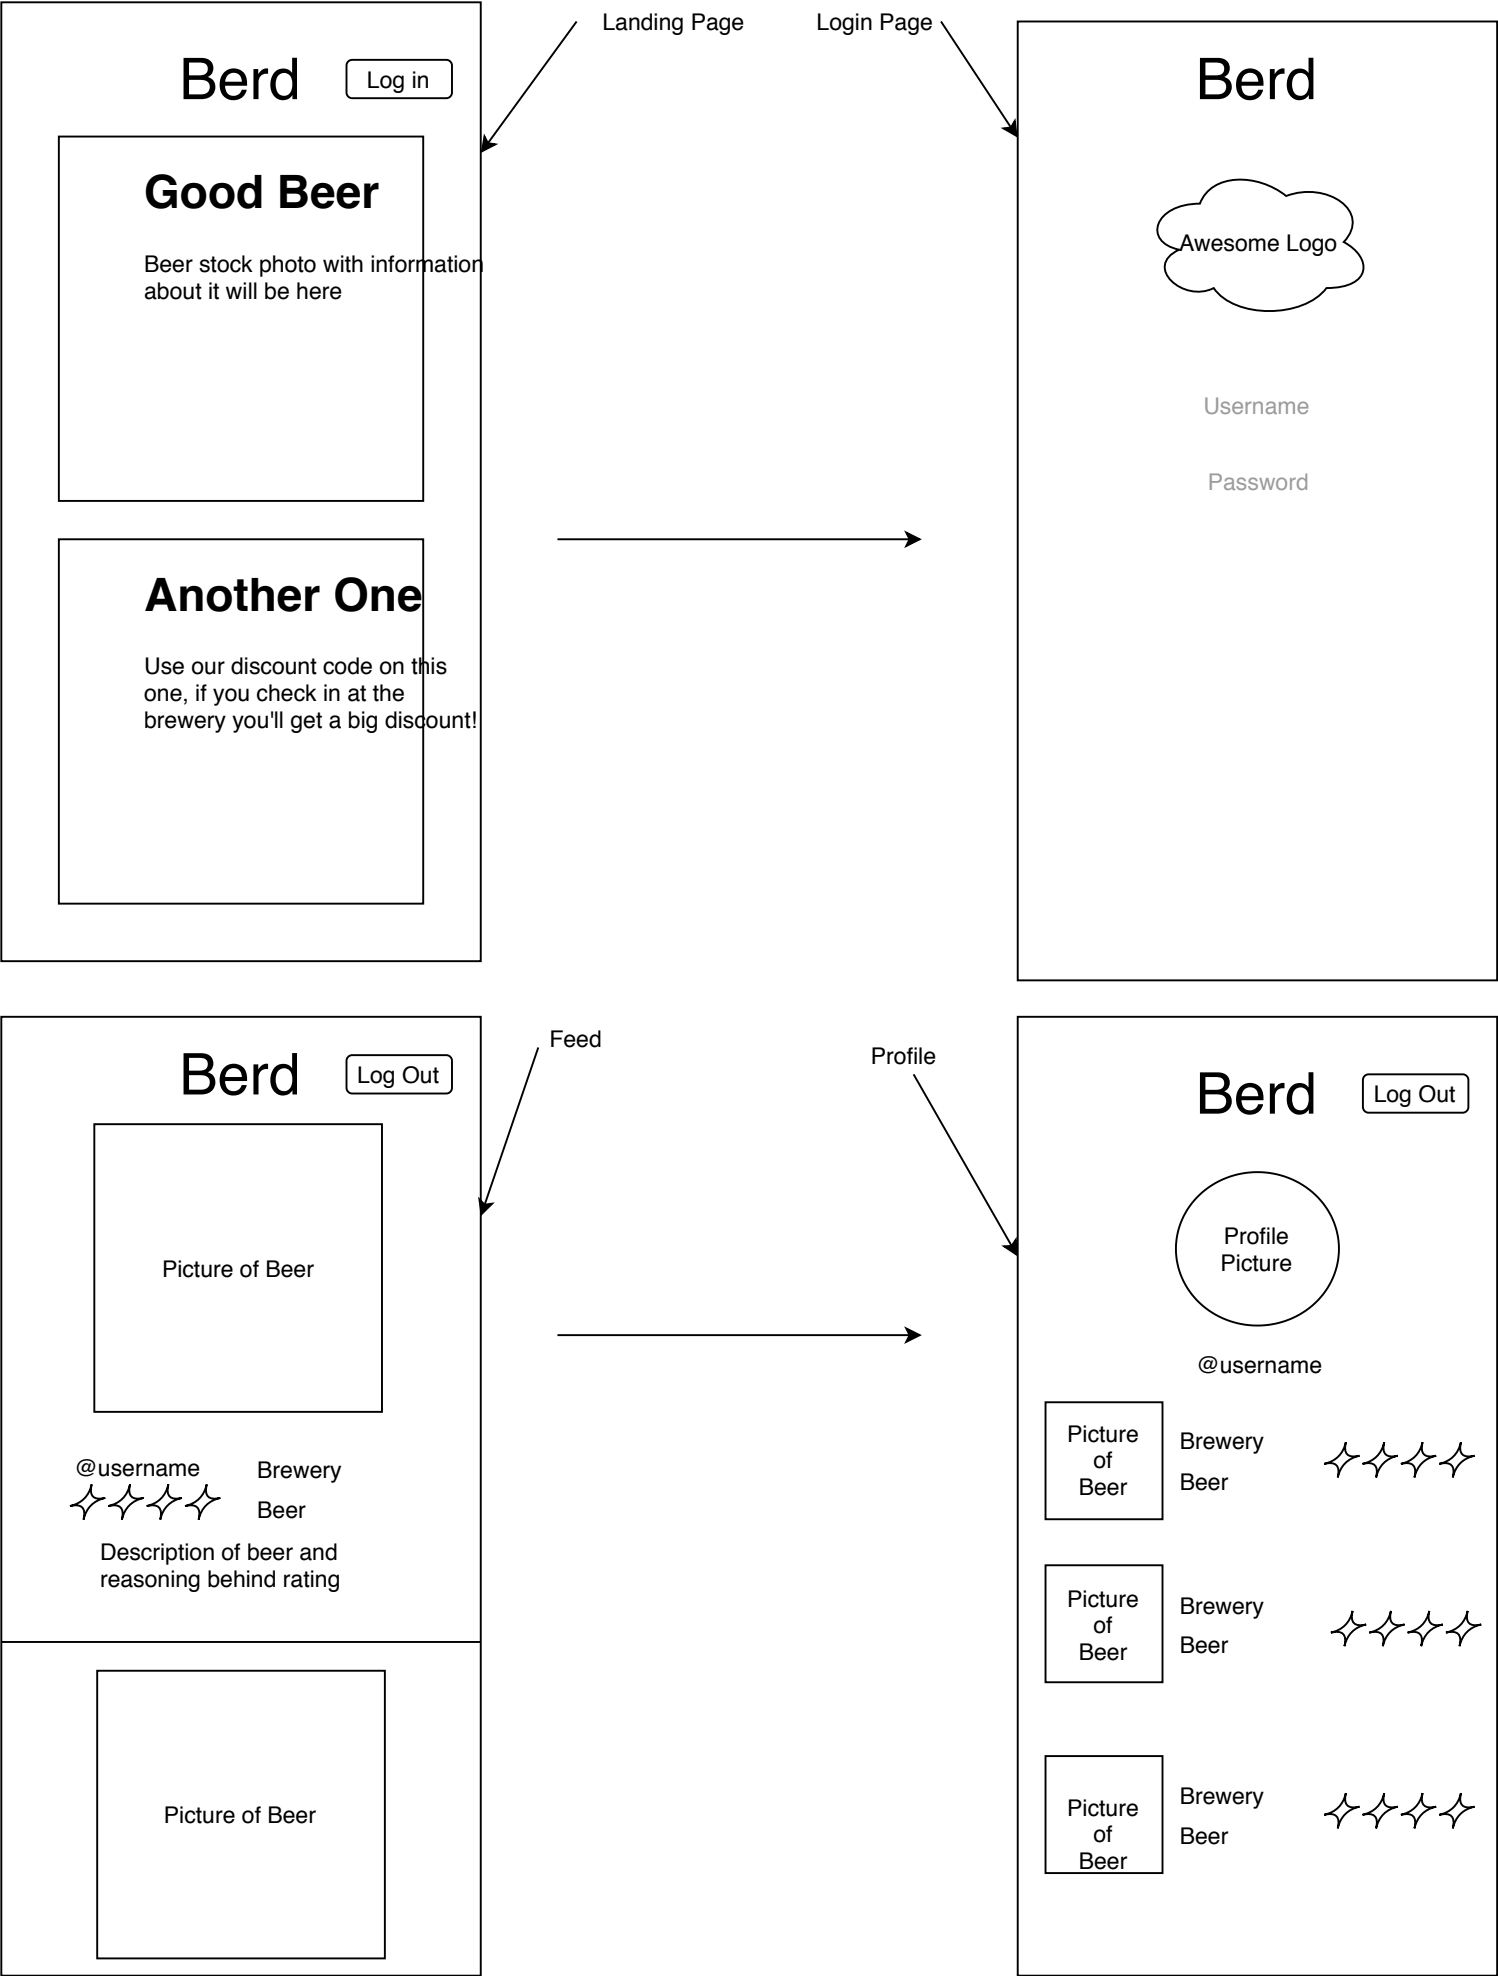 Landing Page
Login Page
Berd
Log in
Good Beer
Beer stock photo with information
about it will be here
Another One
Use our discount code on this
one, if you check in at the
brewery you'll get a big discount!
Berd
Awesome Logo
Username
Password
Feed
Berd
Log Out
Picture of Beer
@username
Brewery
Beer
Description of beer and
reasoning behind rating
Picture of Beer
Profile
Berd
Log Out
Profile
Picture
@username
Picture
of
Beer
Brewery
Beer
Picture
of
Beer
Brewery
Beer
Picture
of
Beer
Brewery
Beer